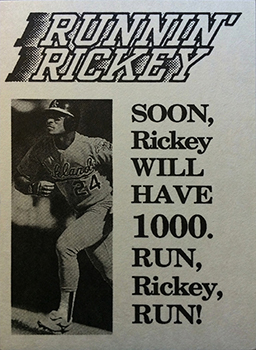 RUNNIN'
RICKEY
SOON,
Rickey
WILL
HAVE
1000.
RUN,
Rickey,
RUN!
Oakland
24